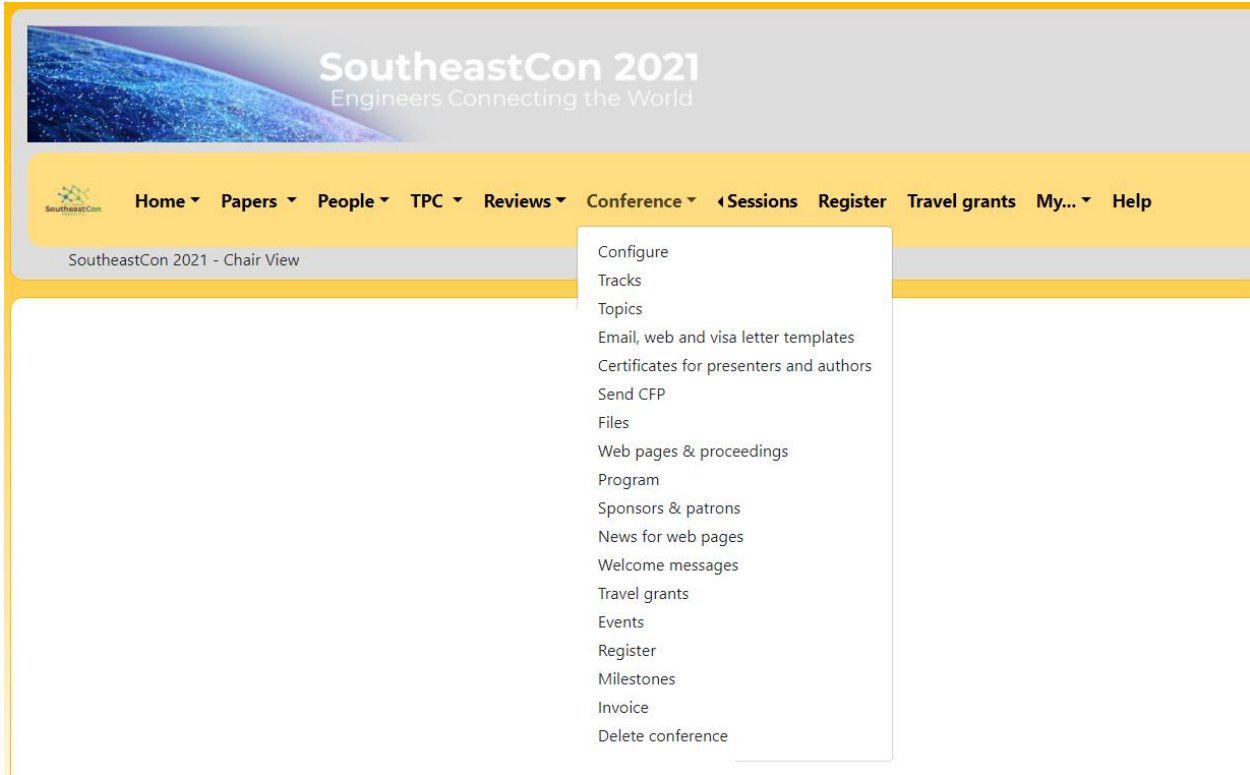 SoutheastCon 2021
Engineers Connecting the World
SoutheastCon Home Papers People TPC Reviews Conference Sessions Register Travel grants My... Help
SoutheastCon 2021 - Chair View
Configure
Tracks
Topics
Email, web and visa letter templates
Certificates for presenters and authors
Send CFP
Files
Web pages & proceedings
Program
Sponsors & patrons
News for web pages
Welcome messages
Travel grants
Events
Register
Milestones
Invoice
Delete conference